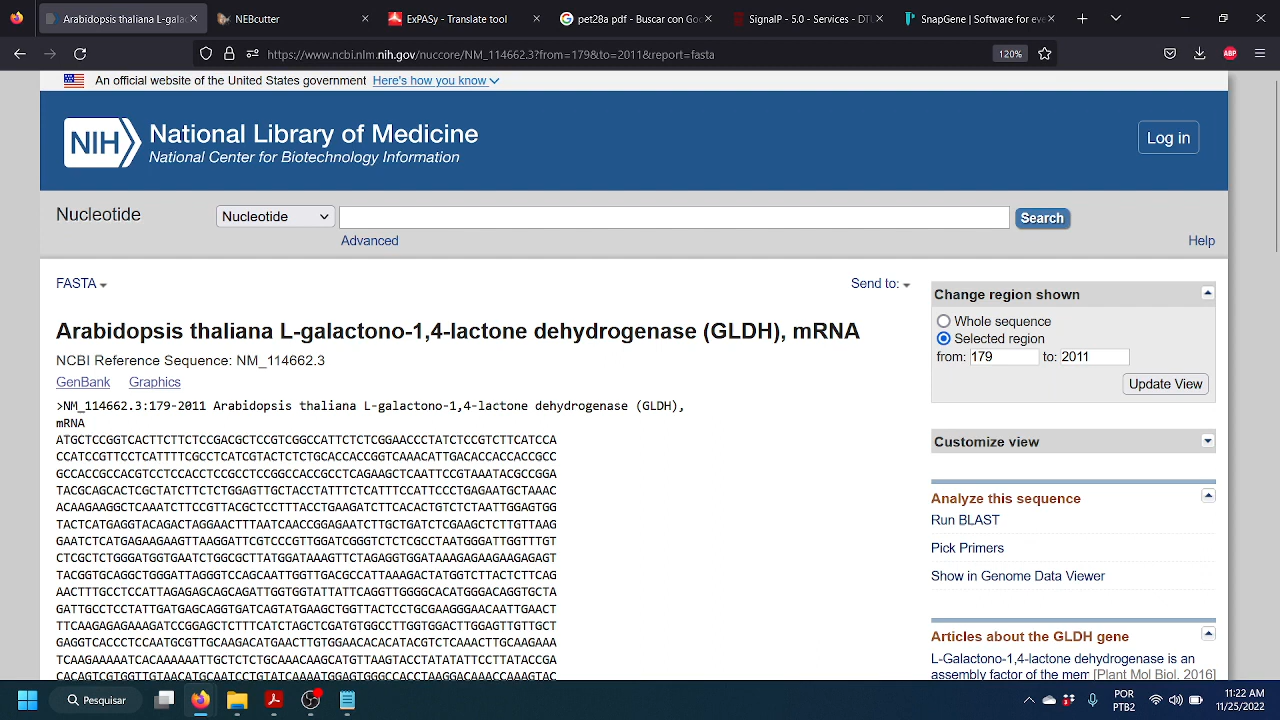 Arabidopsis thaliana L-gala
NEBcutter
ExPASy - Translate tool
pet28a pdf - Buscar con Goo
SignalP - 5.0 - Services - DTU
SnapGene | Software for eve
https://www.ncbi.nlm.nih.gov/nuccore/NM_114662.3?from=179&to=2011&report=fasta
120%
ABP
An official website of the United States government Here's how you know
NIH National Library of Medicine
National Center for Biotechnology Information
Log in
Nucleotide
Nucleotide
Search
Advanced
Help
FASTA
Send to:
Arabidopsis thaliana L-galactono-1,4-lactone dehydrogenase (GLDH), mRNA
NCBI Reference Sequence: NM_114662.3
GenBank Graphics
>NM_114662.3:179-2011 Arabidopsis thaliana L-galactono-1,4-lactone dehydrogenase (GLDH),
mRNA
ATGCTCCGGTCACTTCTTCTCCGACGCTCCGTCGGCCATTCTCTCGGAACCCTATCTCCGTCTTCATCCA
CCATCCGTTCCTCATTTTCGCCTCATCGTACTCTCTGCACCACCGGTCAAACATTGACACCACCACCGCC
GCCACCGCCACGTCCTCCACCTCCGCCTCCGGCCACCGCCTCAGAAGCTCAATTCCGTAAATACGCCGGA
TACGCAGCACTCGCTATCTTCTCTGGAGTTGCTACCTATTTCTCATTTCCATTCCCTGAGAATGCTAAAC
ACAAGAAGGCTCAAATCTTCCGTTACGCTCCTTTACCTGAAGATCTTCACACTGTCTCTAATTGGAGTGG
TACTCATGAGGTACAGACTAGGAACTTTAATCAACCGGAGAATCTTGCTGATCTCGAAGCTCTTGTTAAG
GAATCTCATGAGAAGAAGTTAAGGATTCGTCCCGTTGGATCGGGTCTCTCGCCTAATGGGATTGGTTTGT
CTCGCTCTGGGATGGTGAATCTGGCGCTTATGGATAAAGTTCTAGAGGTGGATAAAGAGAAGAAGAGAGT
TACGGTGCAGGCTGGGATTAGGGTCCAGCAATTGGTTGACGCCATTAAAGACTATGGTCTTACTCTTCAG
AACTTTGCCTCCATTAGAGAGCAGCAGATTGGTGGTATTATTCAGGTTGGGGCACATGGGACAGGTGCTA
GATTGCCTCCTATTGATGAGCAGGTGATCAGTATGAAGCTGGTTACTCCTGCGAAGGGAACAATTGAACT
TTCAAGAGAGAAAGATCCGGAGCTCTTTCATCTAGCTCGATGTGGCCTTGGTGGACTTGGAGTTGTTGCT
GAGGTCACCCTCCAATGCGTTGCAAGACATGAACTTGTGGAACACACATACGTCTCAAACTTGCAAGAAA
TCAAGAAAAATCACAAAAAATTGCTCTCTGCAAACAAGCATGTTAAGTACCTATATATTCCTTATACCGA
CACAGTCGTGGTTGTAACATGCAATCCTGTATCAAAATGGAGTGGGCCACCTAAGGACAAACCGAAGTAC
Change region shown
Whole sequence
Selected region
from: 179 to: 2011
Update View
Customize view
Analyze this sequence
Run BLAST
Pick Primers
Show in Genome Data Viewer
Articles about the GLDH gene
L-Galactono-1,4-lactone dehydrogenase is an
assembly factor of the mem [Plant Mol Biol. 2016]
Pesquisar
POR
PTB2
11:22 AM
11/25/2022